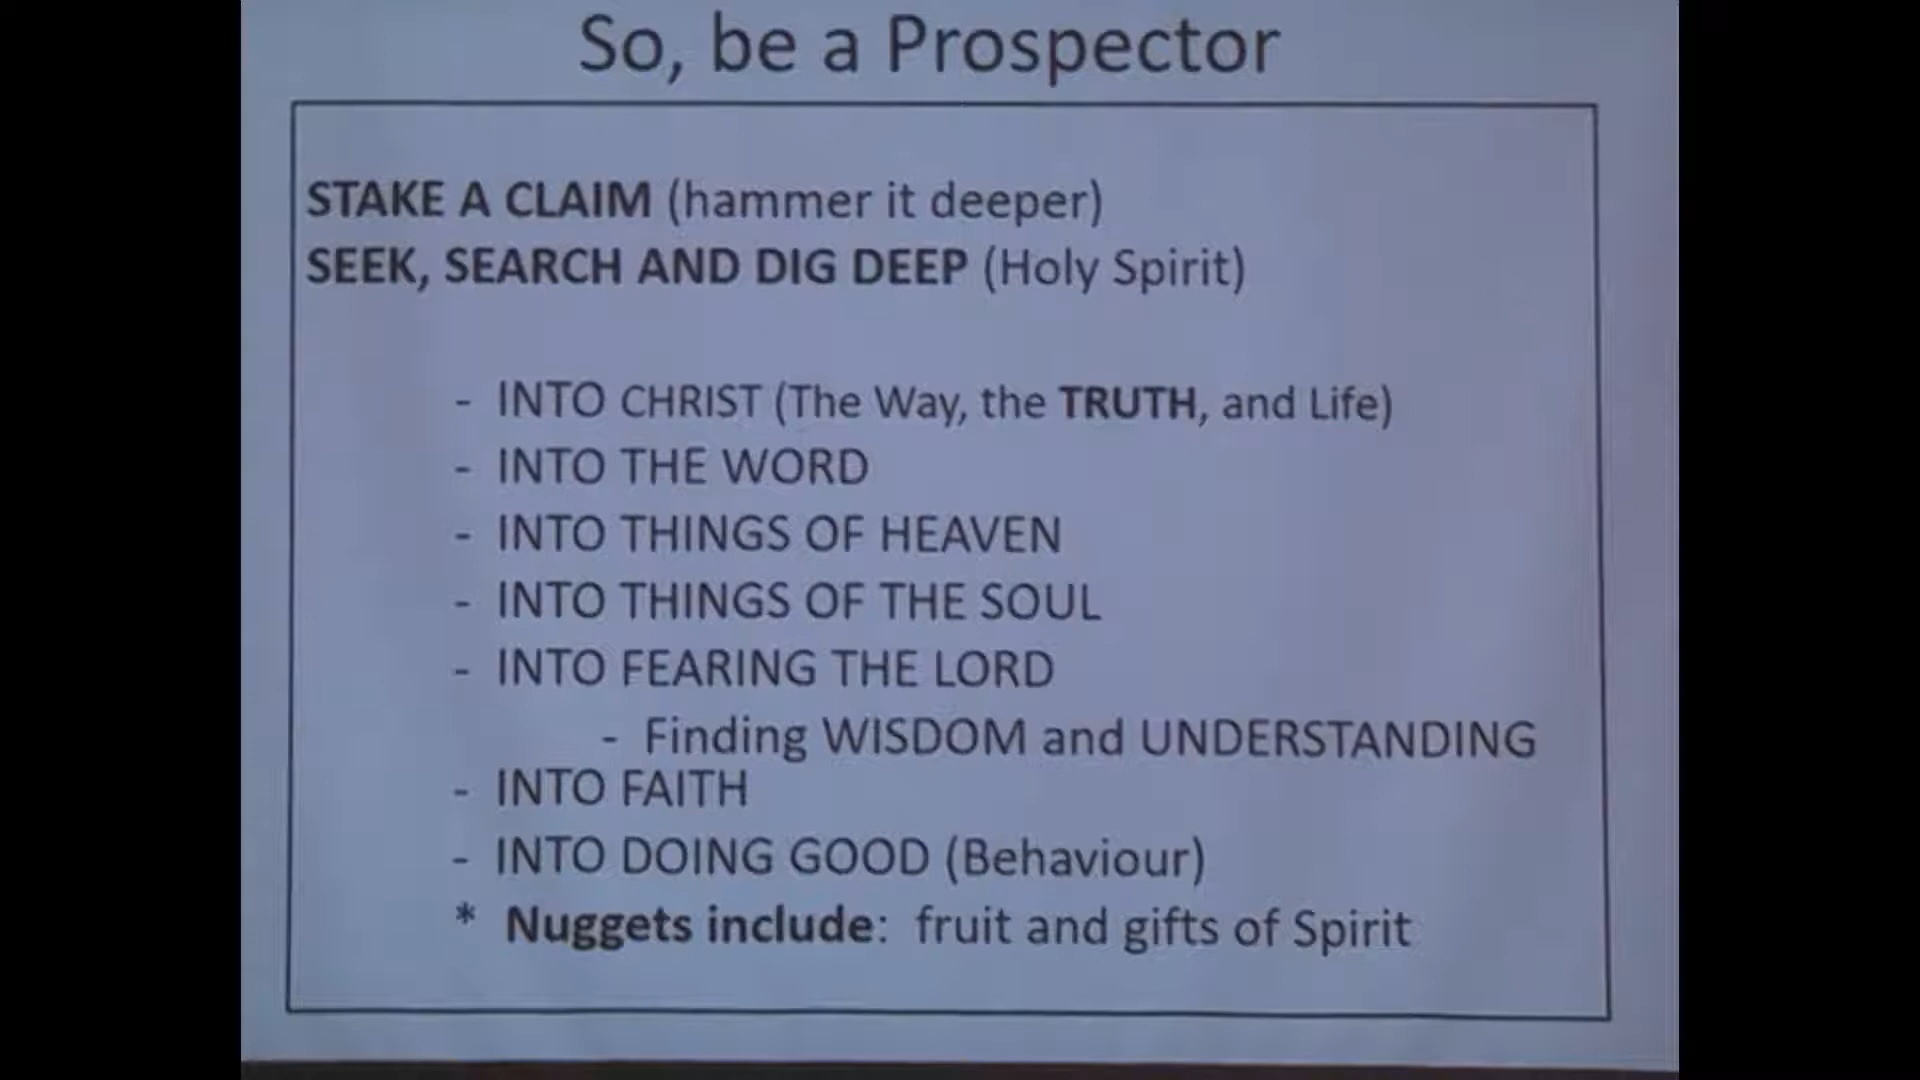 So, be a Prospector
STAKE A CLAIM (hammer it deeper)
SEEK, SEARCH AND DIG DEEP (Holy Spirit)
- INTO CHRIST (The Way, the TRUTH, and Life)
- INTO THE WORD
- INTO THINGS OF HEAVEN
- INTO THINGS OF THE SOUL
- INTO FEARING THE LORD
- Finding WISDOM and UNDERSTANDING
- INTO FAITH
- INTO DOING GOOD (Behaviour)
* Nuggets include: fruit and gifts of Spirit